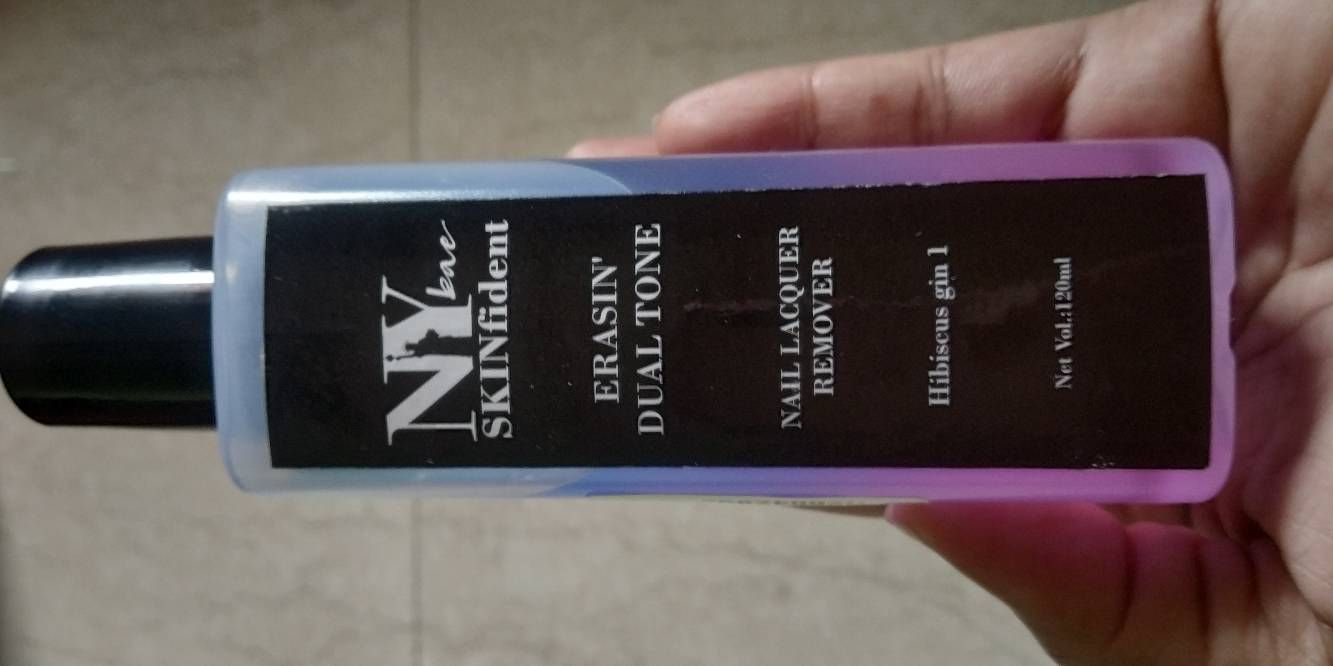 NY bae
SKINfident
ERASIN'
DUAL TONE
NAIL LACQUER
REMOVER
Hibiscus gin 1
Net Vol.:120ml